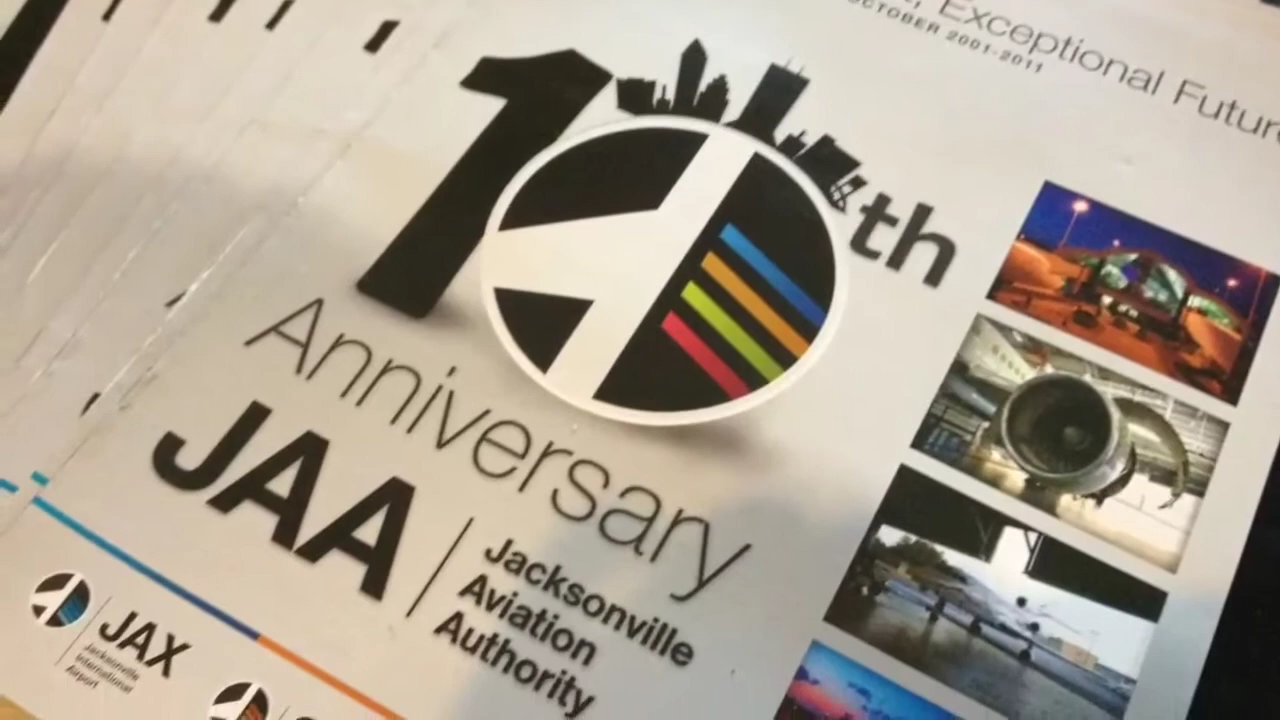 Exceptional Future
OCTOBER 2001-2011
10th
Anniversary
JAA
Jacksonville
Aviation
Authority
JAX
Jacksonville
International
Airport